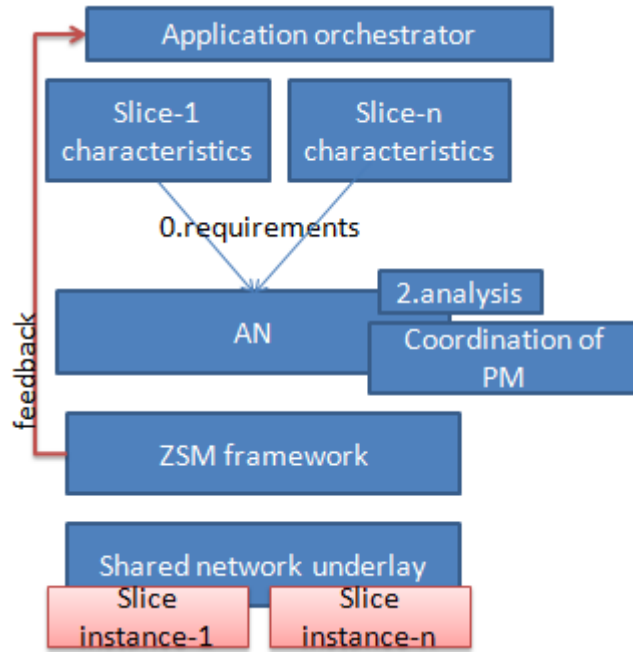 Application orchestrator
Slice-1
characteristics
Slice-n
characteristics
0.requirements
2.analysis
AN
Coordination of
PM
feedback
ZSM framework
Shared network underlay
Slice
instance-1
Slice
instance-n